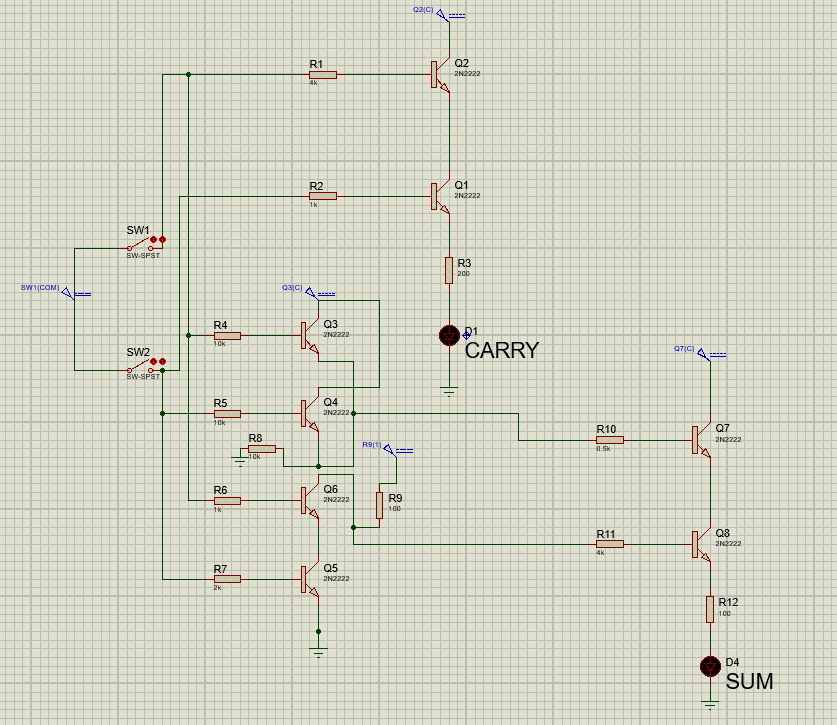 Q2(C)
Q2
2N2222
R1
4k
Q1
2N2222
R2
1k
SW1
SW-SPST
R3
200
SW1(COM)
Q3(C)
Q3
2N2222
R4
10k
D1
CARRY
SW2
SW-SPST
Q7(C)
Q4
2N2222
R5
10k
R8
10k
R9(1)
R10
0.5k
Q7
2N2222
Q6
2N2222
R6
1k
R9
100
R11
4k
Q8
2N2222
Q5
2N2222
R7
2k
R12
100
D4
SUM